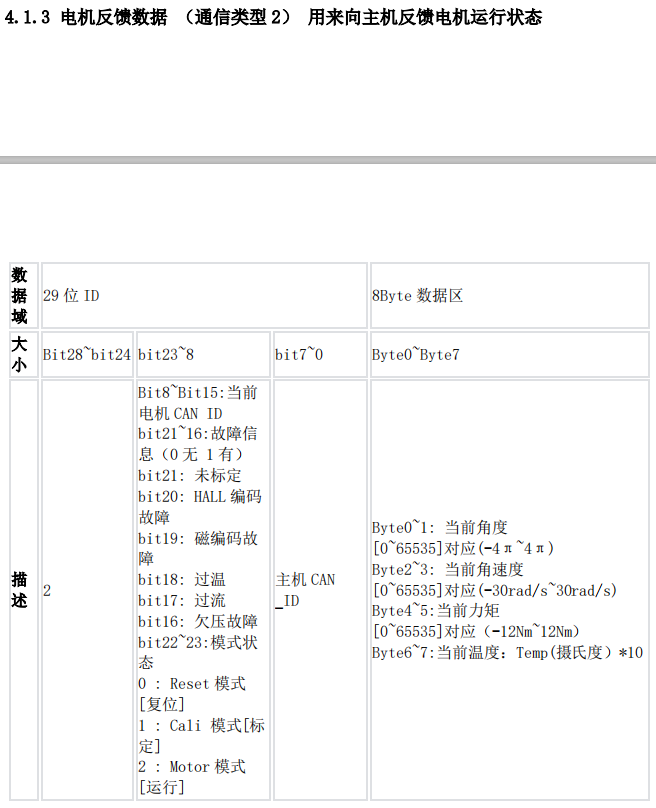 4.1.3 电机反馈数据 （通信类型 2） 用来向主机反馈电机运行状态
数
据
域
29 位 ID
8Byte 数据区
大
小
Bit28~bit24
bit23~8
bit7~0
Byte0~Byte7
描
述
2
Bit8~Bit15:当前
电机 CAN ID
bit21~16:故障信
息（0 无 1 有）
bit21: 未标定
bit20: HALL 编码
故障
bit19: 磁编码故
障
bit18: 过温
bit17: 过流
bit16: 欠压故障
bit22~23:模式状
态
0 : Reset 模式
[复位]
1 : Cali 模式[标
定]
2 : Motor 模式
[运行]
主机 CAN
_ID
Byte0~1: 当前角度
[0~65535]对应(-4π~4π)
Byte2~3: 当前角速度
[0~65535]对应(-30rad/s~30rad/s)
Byte4~5:当前力矩
[0~65535]对应（-12Nm~12Nm）
Byte6~7:当前温度: Temp(摄氏度）*10